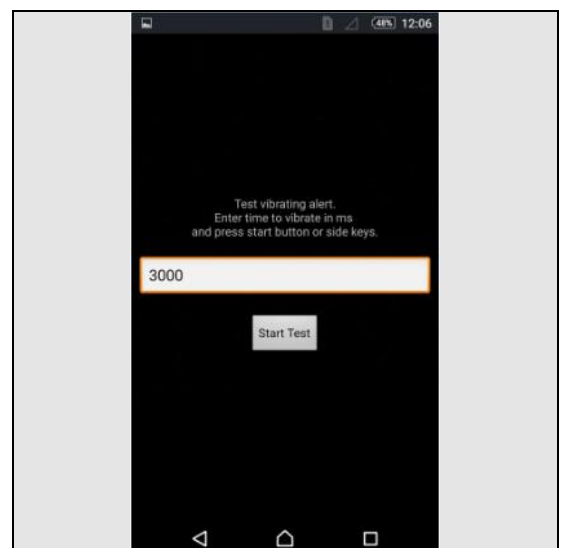 48% 12:06
Test vibrating alert.
Enter time to vibrate in ms
and press start button or side keys.
3000
Start Test